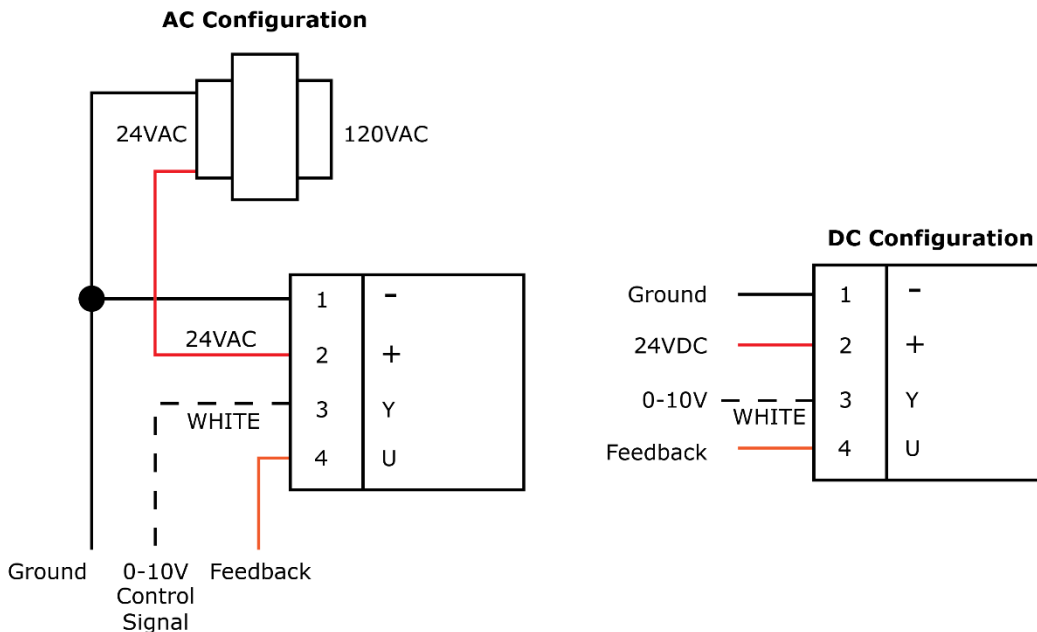 AC Configuration
24VAC
120VAC
1 -
24VAC
2 +
WHITE
3 Y
4 U
Ground
0-10V
Control
Signal
Feedback
DC Configuration
Ground 1 -
24VDC 2 +
0-10V WHITE 3 Y
Feedback 4 U